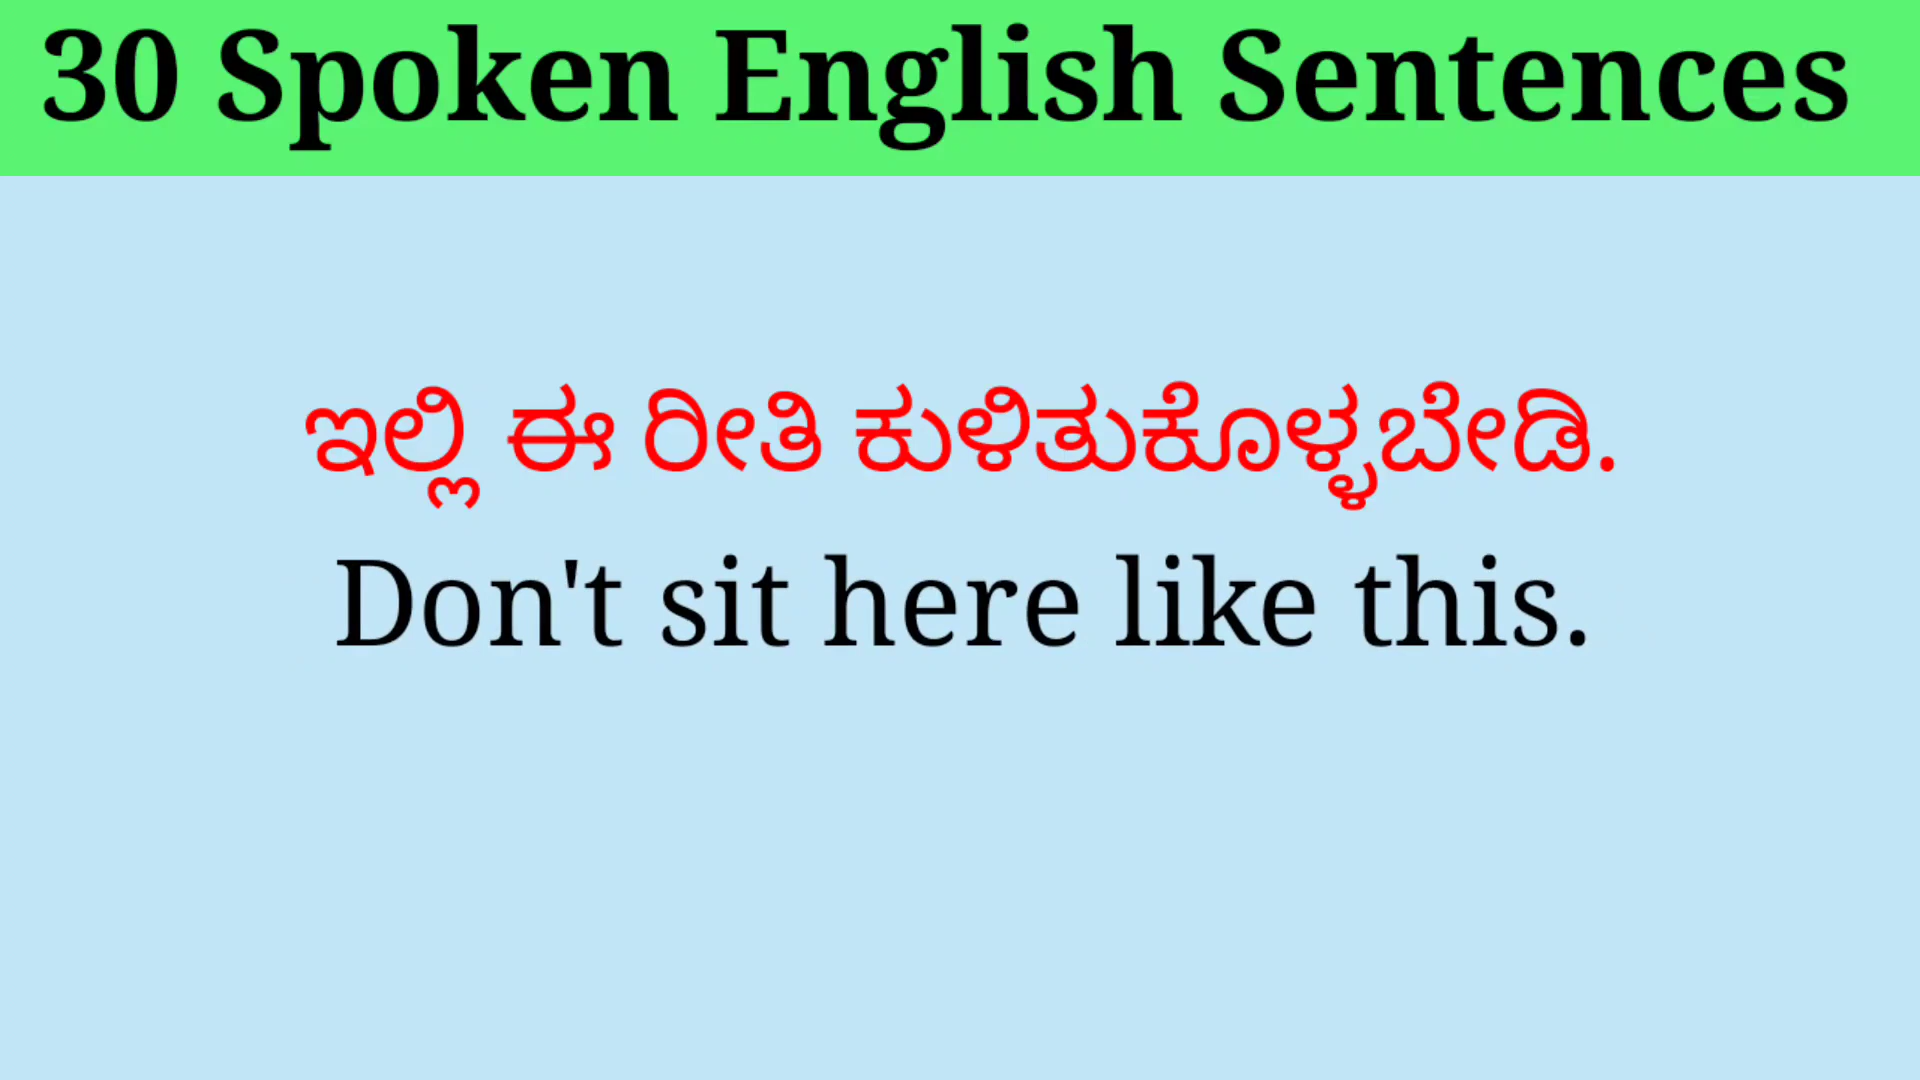 30 Spoken English Sentences
ಇಲ್ಲಿ ಈ ರೀತಿ ಕುಳಿತುಕೊಳ್ಳಬೇಡಿ.
Don't sit here like this.